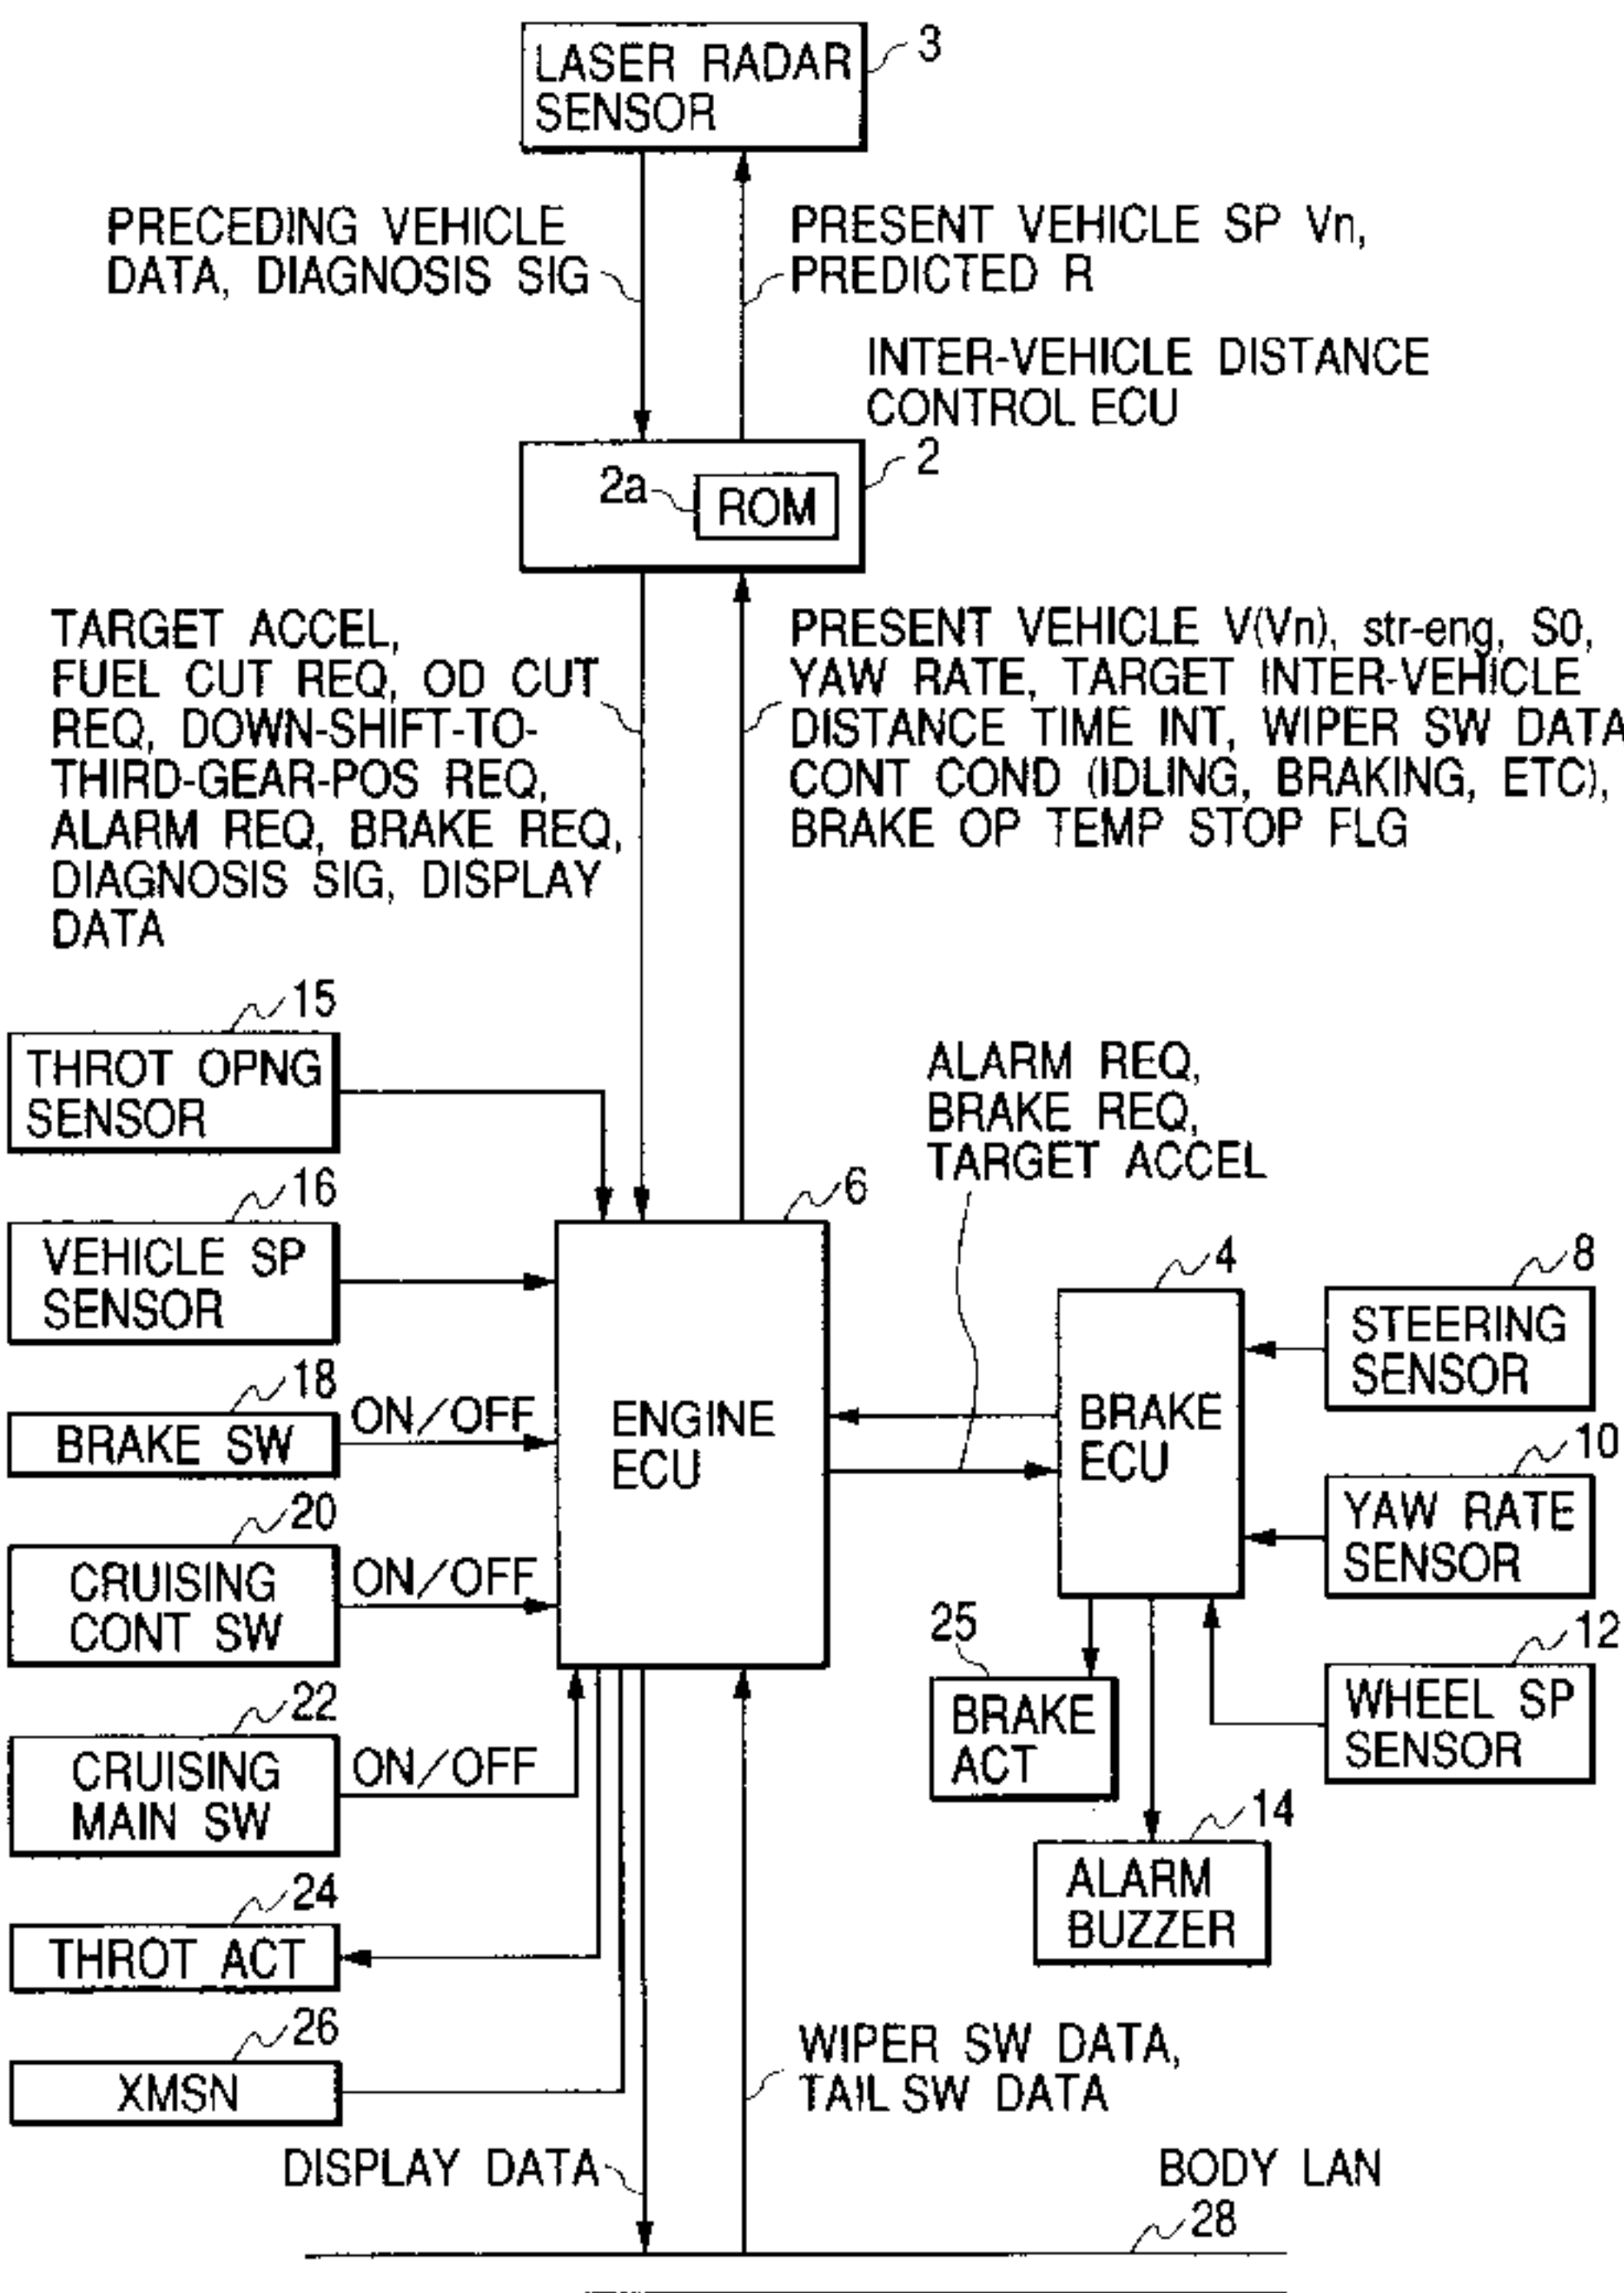 LASER RADAR
SENSOR
3
PRECEDING VEHICLE
DATA, DIAGNOSIS SIG
PRESENT VEHICLE SP Vn,
PREDICTED R
INTER-VEHICLE DISTANCE
CONTROL ECU
2
2a
ROM
TARGET ACCEL,
FUEL CUT REQ, OD CUT
REQ, DOWN-SHIFT-TO-
THIRD-GEAR-POS REQ,
ALARM REQ, BRAKE REQ,
DIAGNOSIS SIG, DISPLAY
DATA
PRESENT VEHICLE V(Vn), str-eng, S0,
YAW RATE, TARGET INTER-VEHICLE
DISTANCE TIME INT, WIPER SW DATA
CONT COND (IDLING, BRAKING, ETC),
BRAKE OP TEMP STOP FLG
15
THROT OPNG
SENSOR
16
VEHICLE SP
SENSOR
18
BRAKE SW
ON/OFF
20
CRUISING
CONT SW
ON/OFF
22
CRUISING
MAIN SW
ON/OFF
24
THROT ACT
26
XMSN
6
ENGINE
ECU
ALARM REQ,
BRAKE REQ,
TARGET ACCEL
4
BRAKE
ECU
8
STEERING
SENSOR
10
YAW RATE
SENSOR
12
WHEEL SP
SENSOR
25
BRAKE
ACT
14
ALARM
BUZZER
WIPER SW DATA,
TAIL SW DATA
DISPLAY DATA
BODY LAN
28